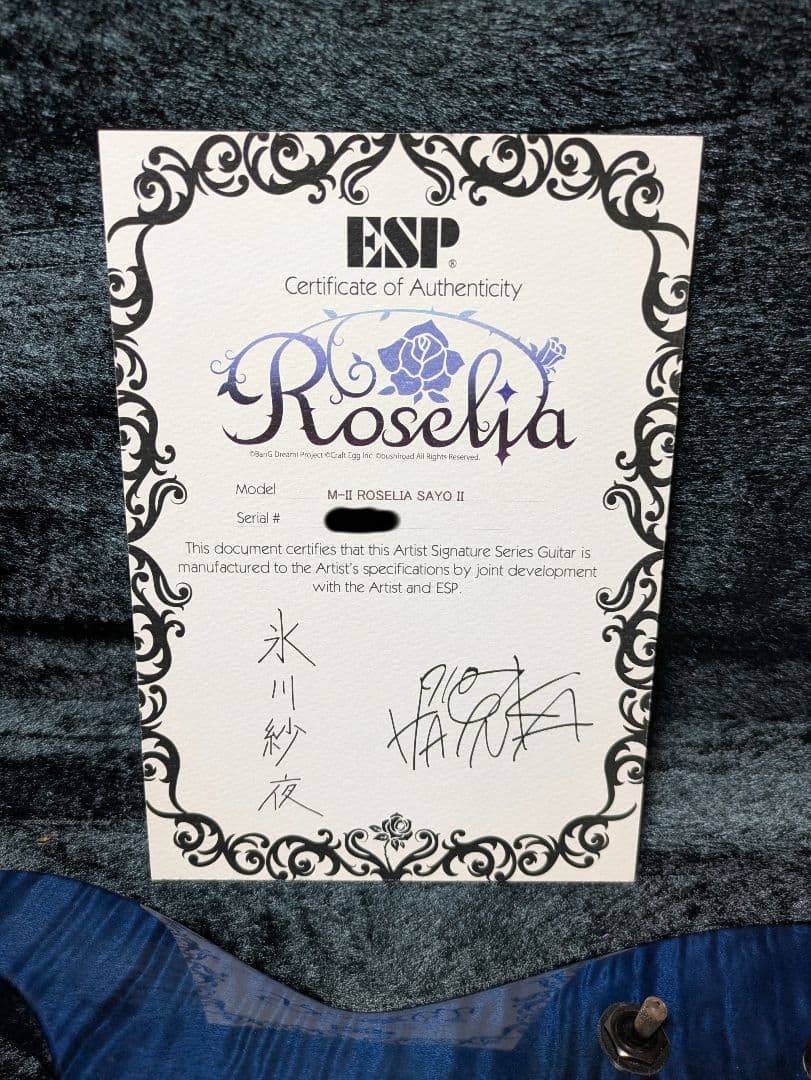 ESP®
Certificate of Authenticity
Roselia
©BanG Dream! Project ©Craft Egg Inc. ©bushiroad All Rights Reserved.
Model M-II ROSELIA SAYO II
Serial #
This document certifies that this Artist Signature Series Guitar is
manufactured to the Artist's specifications by joint development
with the Artist and ESP.
氷川紗夜